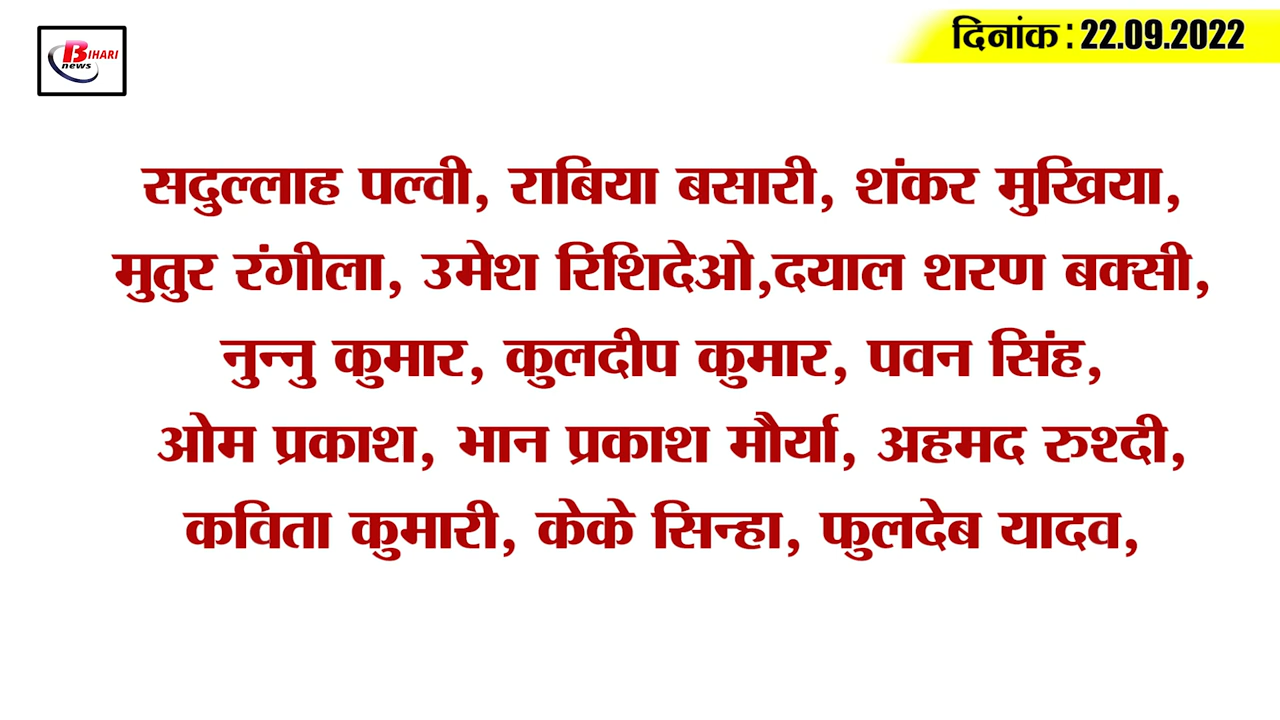 BIHARI
news
दिनांक : 22.09.2022
सदुल्लाह पल्वी, राबिया बसारी, शंकर मुखिया,
मुतुर रंगीला, उमेश रिशिदेओ,दयाल शरण बक्सी,
नुन्नु कुमार, कुलदीप कुमार, पवन सिंह,
ओम प्रकाश, भान प्रकाश मौर्या, अहमद रुश्दी,
कविता कुमारी, केके सिन्हा, फुलदेब यादव,